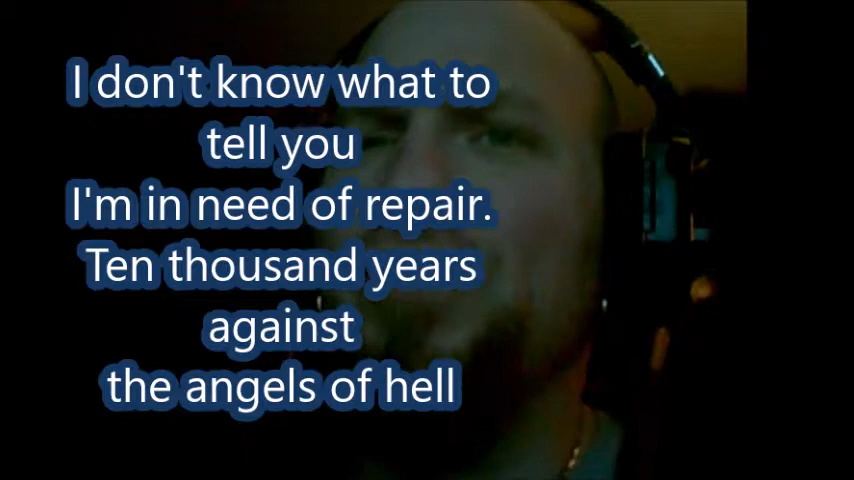 I don't know what to
tell you
I'm in need of repair.
Ten thousand years
against
the angels of hell